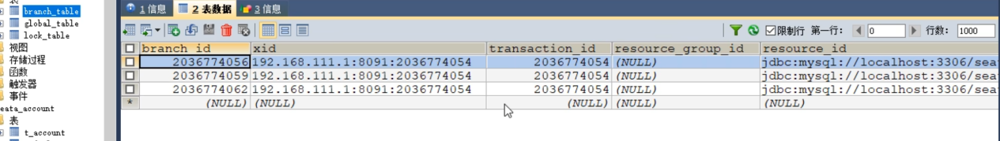 表
branch_table
global_table
lock_table
视图
存储过程
函数
触发器
事件
eata_account
表
t_account
1 信息 2 表数据 3 信息
限制行 第一行: 0 行数: 1000
branch_id xid transaction_id resource_group_id resource_id
2036774056 192.168.111.1:8091:2036774054 2036774054 (NULL) jdbc:mysql://localhost:3306/sea
2036774059 192.168.111.1:8091:2036774054 2036774054 (NULL) jdbc:mysql://localhost:3306/sea
2036774062 192.168.111.1:8091:2036774054 2036774054 (NULL) jdbc:mysql://localhost:3306/sea
* (NULL) (NULL) (NULL) (NULL) (NULL)